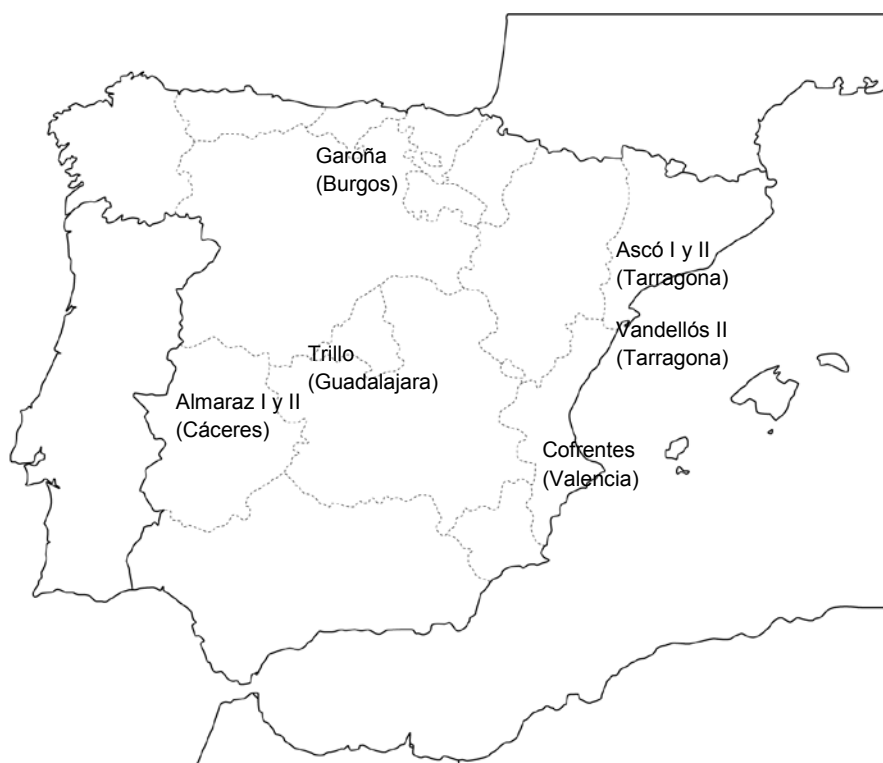 Garoña
(Burgos)
Ascó I y II
(Tarragona)
Vandellós II
(Tarragona)
Trillo
(Guadalajara)
Almaraz I y II
(Cáceres)
Cofrentes
(Valencia)